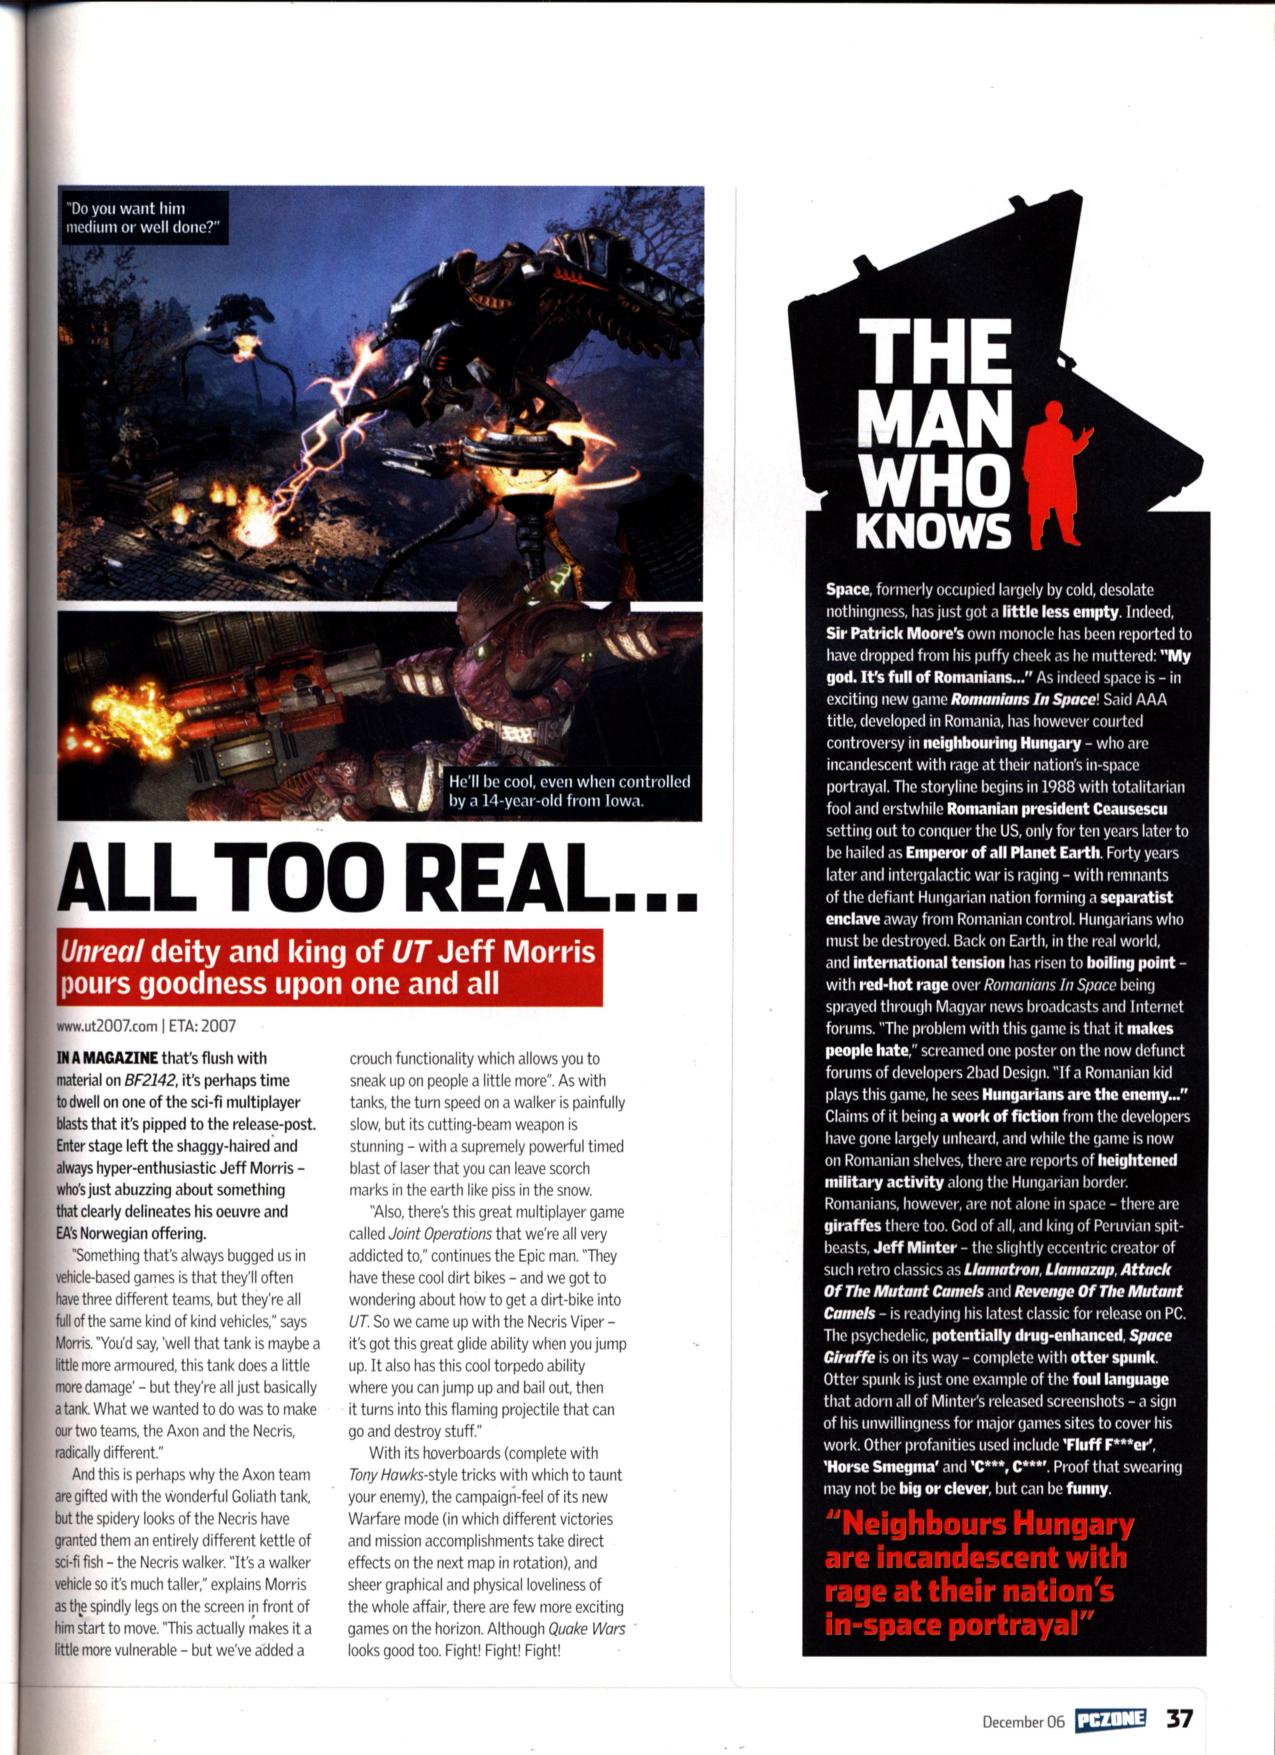 "Do you want him
medium or well done?"
He'll be cool, even when controlled
by a 14-year-old from Iowa.
ALL TOO REAL...
Unreal deity and king of UT Jeff Morris
pours goodness upon one and all
www.ut2007.com | ETA: 2007
IN A MAGAZINE that's flush with
material on BF2142, it's perhaps time
to dwell on one of the sci-fi multiplayer
blasts that it's pipped to the release-post.
Enter stage left the shaggy-haired and
always hyper-enthusiastic Jeff Morris –
who's just abuzzing about something
that clearly delineates his oeuvre and
EA's Norwegian offering.
"Something that's always bugged us in
vehicle-based games is that they'll often
have three different teams, but they're all
full of the same kind of kind vehicles," says
Morris. "You'd say, 'well that tank is maybe a
little more armoured, this tank does a little
more damage' – but they're all just basically
a tank. What we wanted to do was to make
our two teams, the Axon and the Necris,
radically different."
And this is perhaps why the Axon team
are gifted with the wonderful Goliath tank,
but the spidery looks of the Necris have
granted them an entirely different kettle of
sci-fi fish – the Necris walker. "It's a walker
vehicle so it's much taller," explains Morris
as the spindly legs on the screen in front of
him start to move. "This actually makes it a
little more vulnerable – but we've added a
crouch functionality which allows you to
sneak up on people a little more". As with
tanks, the turn speed on a walker is painfully
slow, but its cutting-beam weapon is
stunning – with a supremely powerful timed
blast of laser that you can leave scorch
marks in the earth like piss in the snow.
"Also, there's this great multiplayer game
called Joint Operations that we're all very
addicted to," continues the Epic man. "They
have these cool dirt bikes – and we got to
wondering about how to get a dirt-bike into
UT. So we came up with the Necris Viper –
it's got this great glide ability when you jump
up. It also has this cool torpedo ability
where you can jump up and bail out, then
it turns into this flaming projectile that can
go and destroy stuff."
With its hoverboards (complete with
Tony Hawks-style tricks with which to taunt
your enemy), the campaign-feel of its new
Warfare mode (in which different victories
and mission accomplishments take direct
effects on the next map in rotation), and
sheer graphical and physical loveliness of
the whole affair, there are few more exciting
games on the horizon. Although Quake Wars
looks good too. Fight! Fight! Fight!
THE
MAN
WHO
KNOWS
Space, formerly occupied largely by cold, desolate
nothingness, has just got a little less empty. Indeed,
Sir Patrick Moore's own monocle has been reported to
have dropped from his puffy cheek as he muttered: "My
god. It's full of Romanians..." As indeed space is – in
exciting new game Romanians In Space! Said AAA
title, developed in Romania, has however courted
controversy in neighbouring Hungary – who are
incandescent with rage at their nation's in-space
portrayal. The storyline begins in 1988 with totalitarian
fool and erstwhile Romanian president Ceausescu
setting out to conquer the US, only for ten years later to
be hailed as Emperor of all Planet Earth. Forty years
later and intergalactic war is raging – with remnants
of the defiant Hungarian nation forming a separatist
enclave away from Romanian control. Hungarians who
must be destroyed. Back on Earth, in the real world,
and international tension has risen to boiling point –
with red-hot rage over Romanians In Space being
sprayed through Magyar news broadcasts and Internet
forums. "The problem with this game is that it makes
people hate," screamed one poster on the now defunct
forums of developers 2bad Design. "If a Romanian kid
plays this game, he sees Hungarians are the enemy..."
Claims of it being a work of fiction from the developers
have gone largely unheard, and while the game is now
on Romanian shelves, there are reports of heightened
military activity along the Hungarian border.
Romanians, however, are not alone in space – there are
giraffes there too. God of all, and king of Peruvian spit-
beasts, Jeff Minter – the slightly eccentric creator of
such retro classics as Llamatron, Llamazap, Attack
Of The Mutant Camels and Revenge Of The Mutant
Camels – is readying his latest classic for release on PC.
The psychedelic, potentially drug-enhanced, Space
Giraffe is on its way – complete with otter spunk.
Otter spunk is just one example of the foul language
that adorn all of Minter's released screenshots – a sign
of his unwillingness for major games sites to cover his
work. Other profanities used include 'Fluff F***er',
'Horse Smegma' and 'C***, C***'. Proof that swearing
may not be big or clever, but can be funny.
"Neighbours Hungary
are incandescent with
rage at their nation's
in-space portrayal"
December 06 PCZONE 37